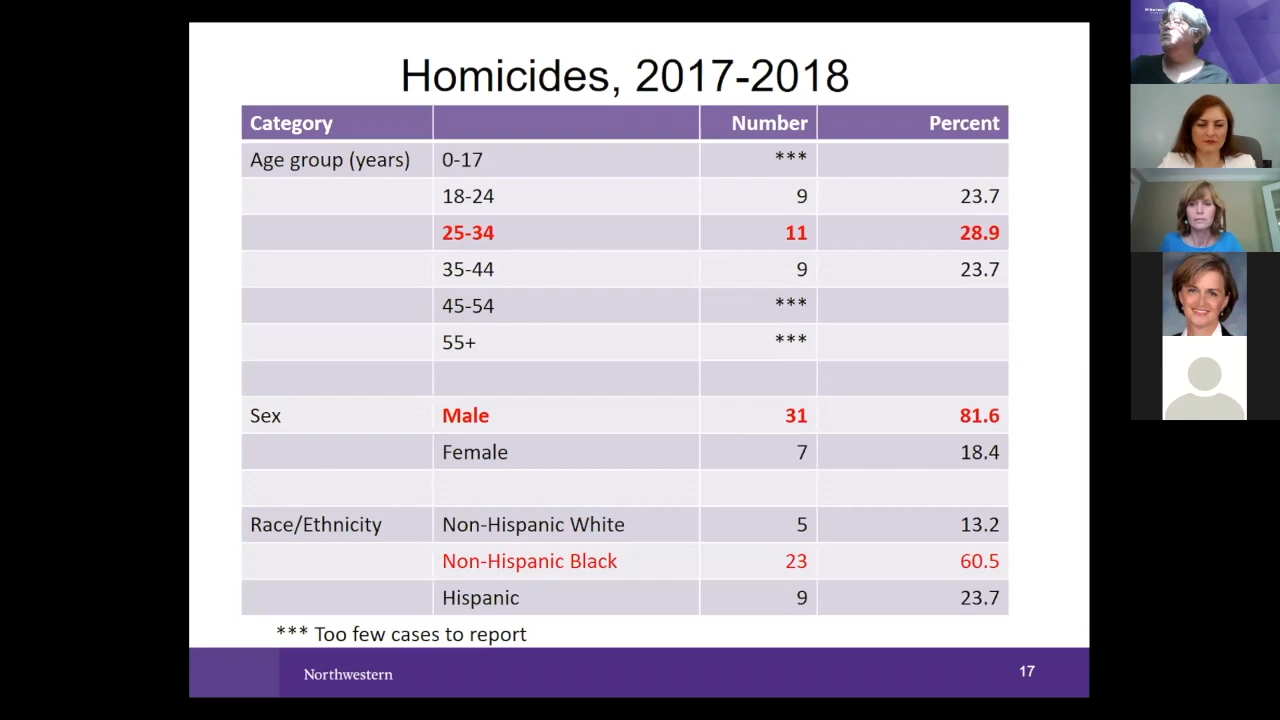 Homicides, 2017-2018
Category Number Percent
Age group (years) 0-17 ***
18-24 9 23.7
25-34 11 28.9
35-44 9 23.7
45-54 ***
55+ ***
Sex Male 31 81.6
Female 7 18.4
Race/Ethnicity Non-Hispanic White 5 13.2
Non-Hispanic Black 23 60.5
Hispanic 9 23.7
*** Too few cases to report
Northwestern 17